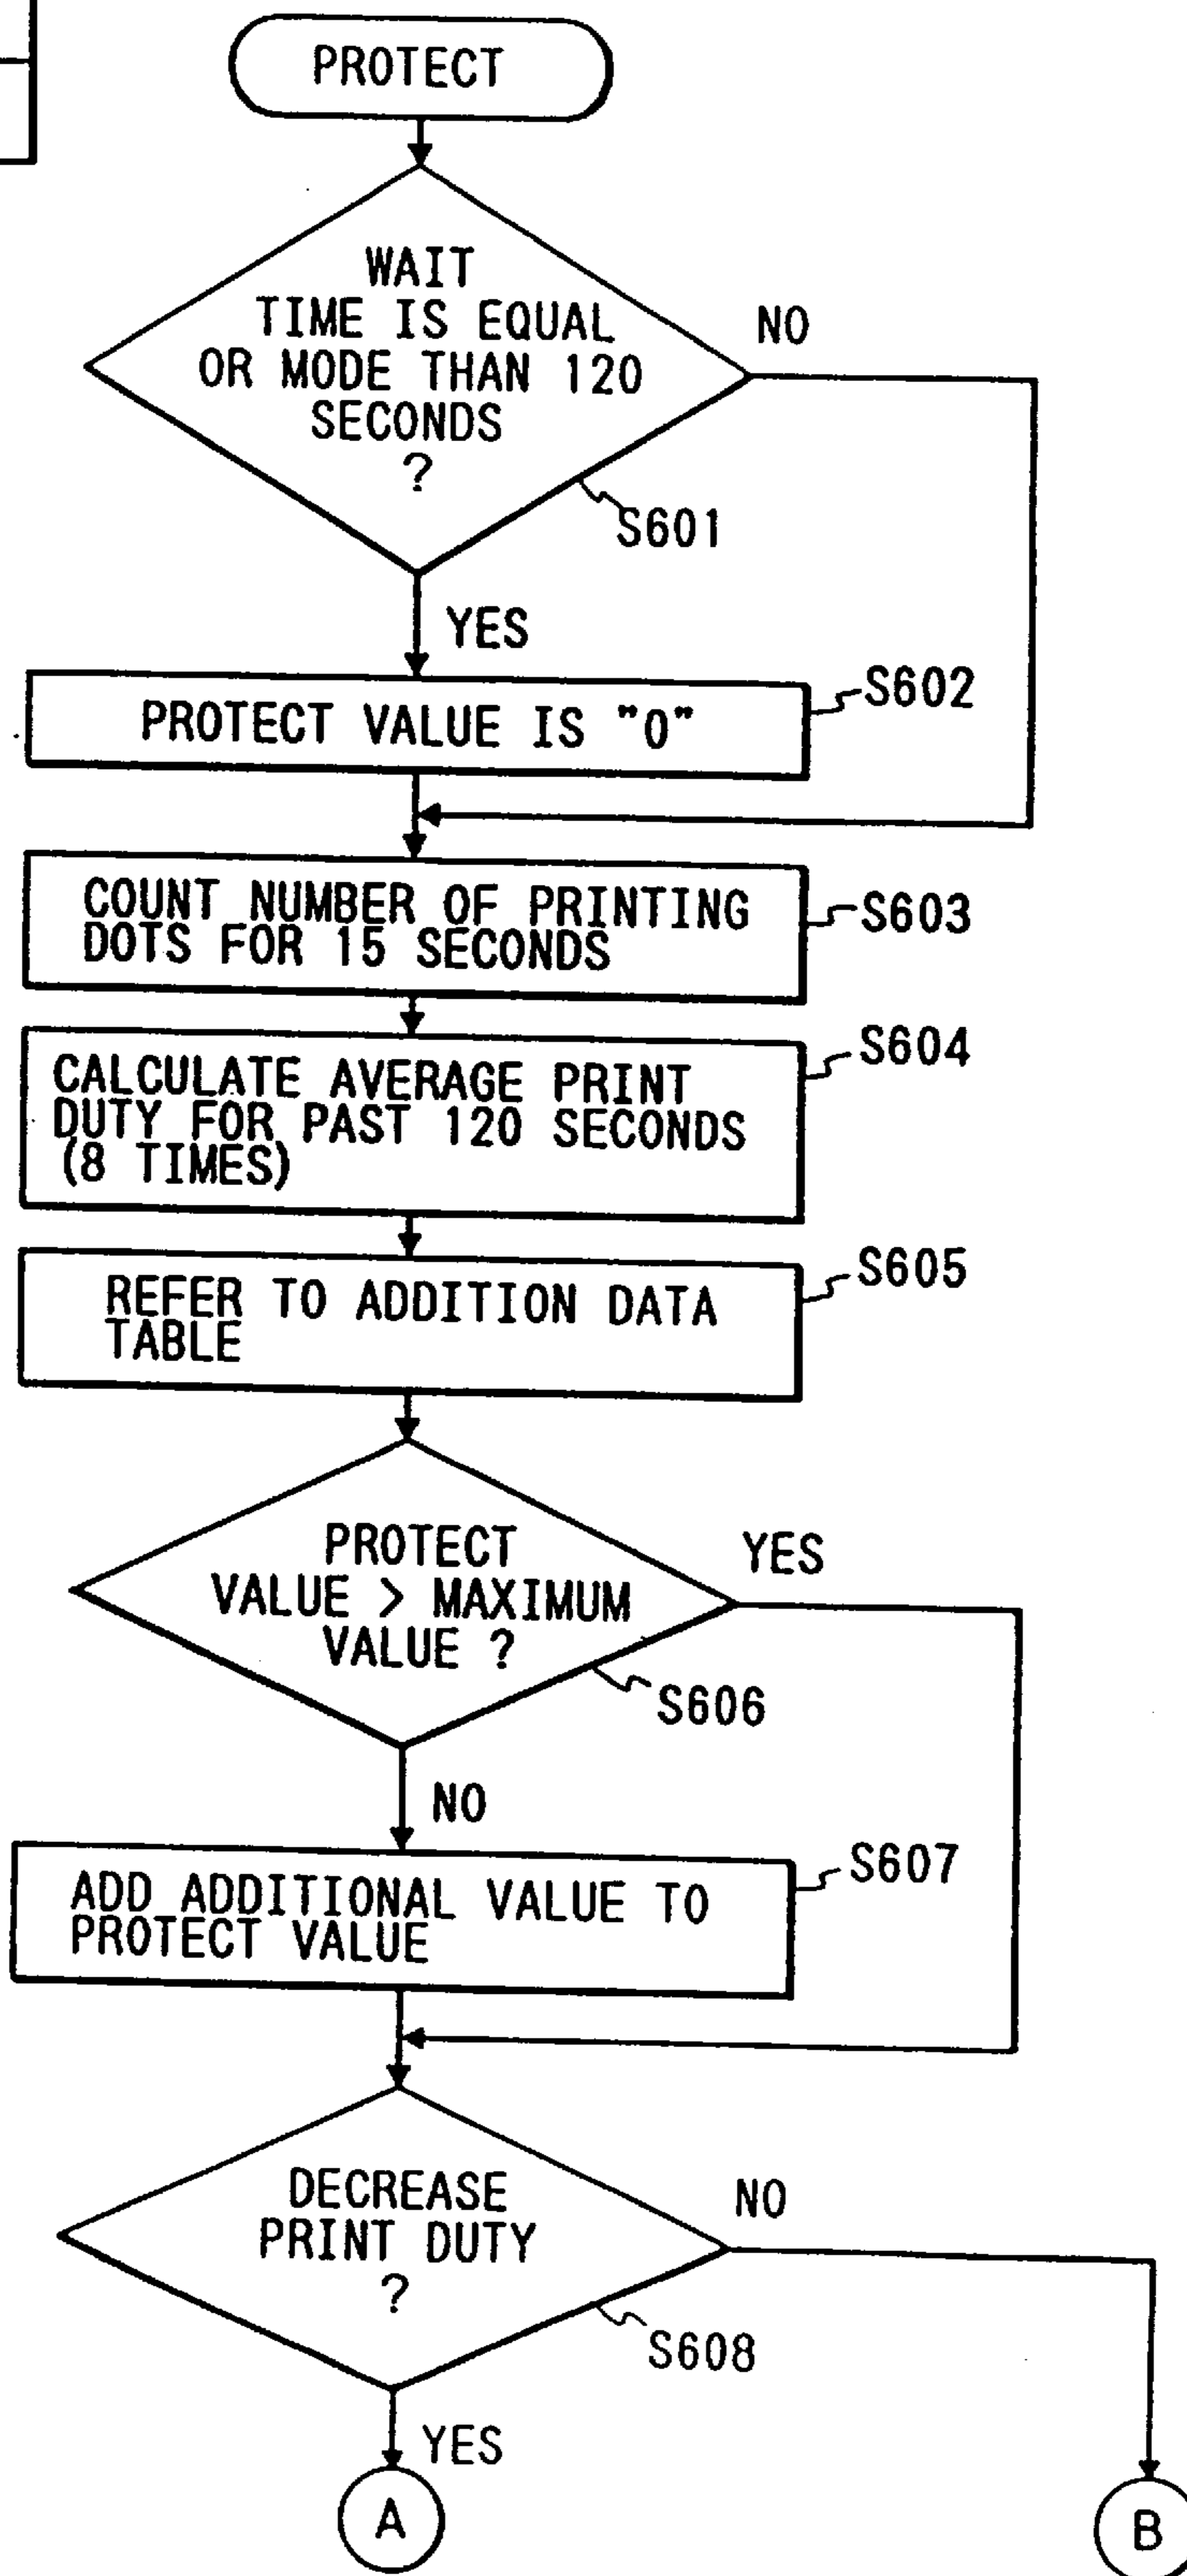 PROTECT
WAIT
TIME IS EQUAL
OR MODE THAN 120
SECONDS
?
NO
S601
YES
PROTECT VALUE IS "0"
S602
COUNT NUMBER OF PRINTING
DOTS FOR 15 SECONDS
S603
CALCULATE AVERAGE PRINT
DUTY FOR PAST 120 SECONDS
(8 TIMES)
S604
REFER TO ADDITION DATA
TABLE
S605
PROTECT
VALUE > MAXIMUM
VALUE ?
YES
S606
NO
ADD ADDITIONAL VALUE TO
PROTECT VALUE
S607
DECREASE
PRINT DUTY
?
NO
S608
YES
A
B